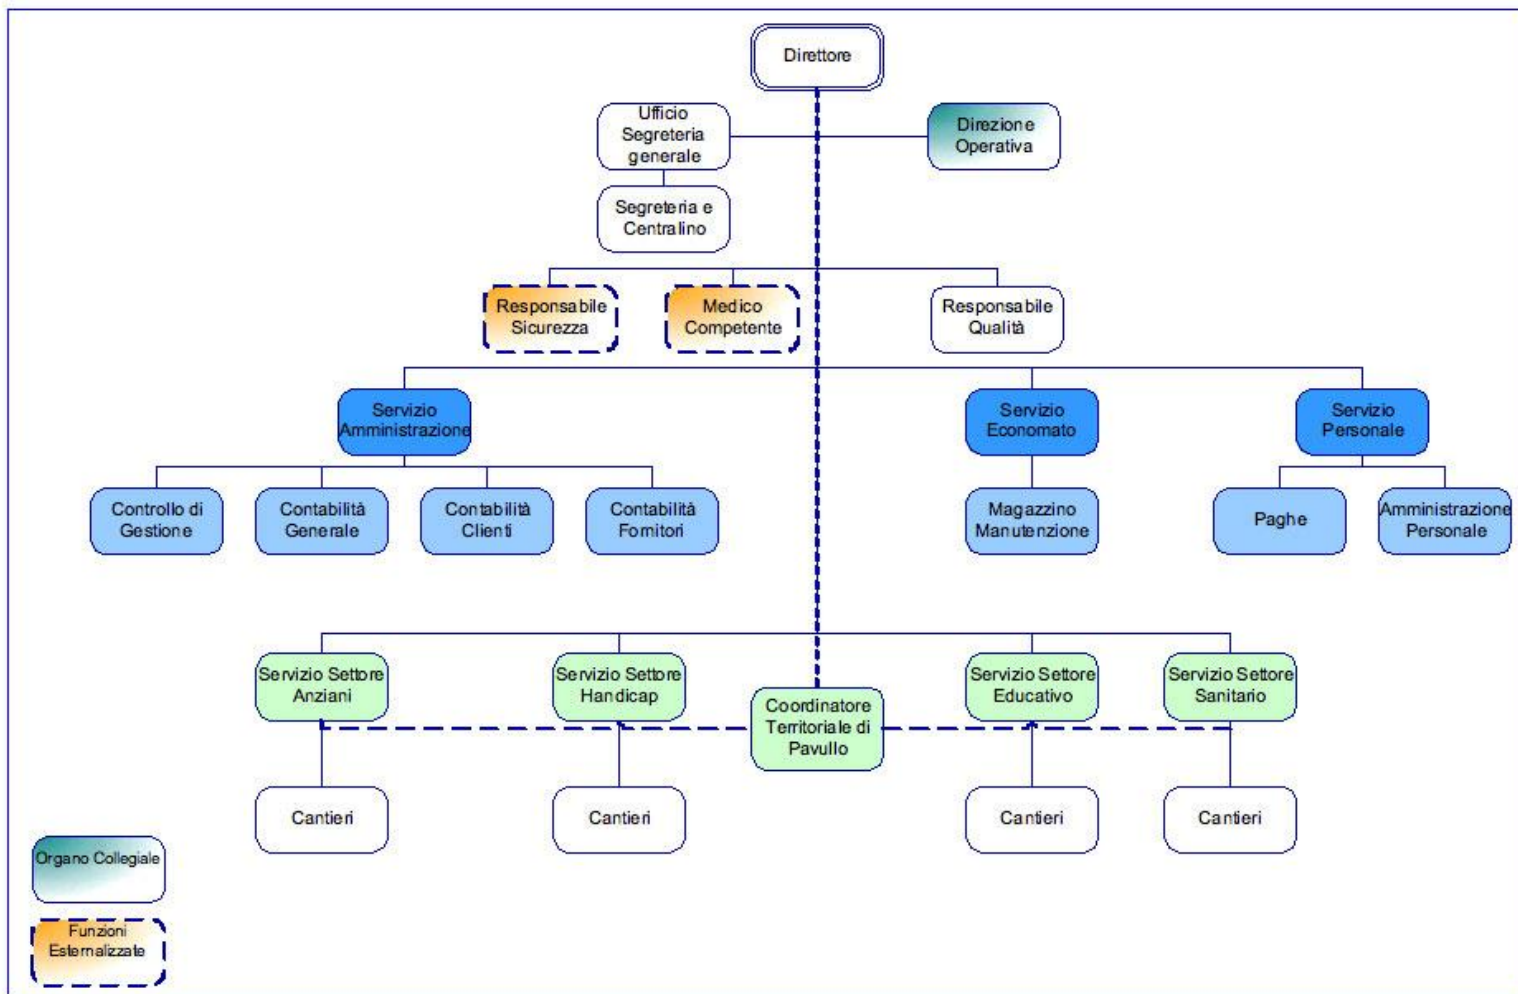 Direttore
Ufficio
Segreteria
generale
Direzione
Operativa
Segreteria e
Centralino
Responsabile
Sicurezza
Medico
Competente
Responsabile
Qualità
Servizio
Amministrazione
Servizio
Economato
Servizio
Personale
Controllo di
Gestione
Contabilità
Generale
Contabilità
Clienti
Contabilità
Fornitori
Magazzino
Manutenzione
Paghe
Amministrazione
Personale
Servizio Settore
Anziani
Servizio Settore
Handicap
Coordinatore
Territoriale di
Pavullo
Servizio Settore
Educativo
Servizio Settore
Sanitario
Cantieri
Cantieri
Cantieri
Cantieri
Organo Collegiale
Funzioni
Esternalizzate